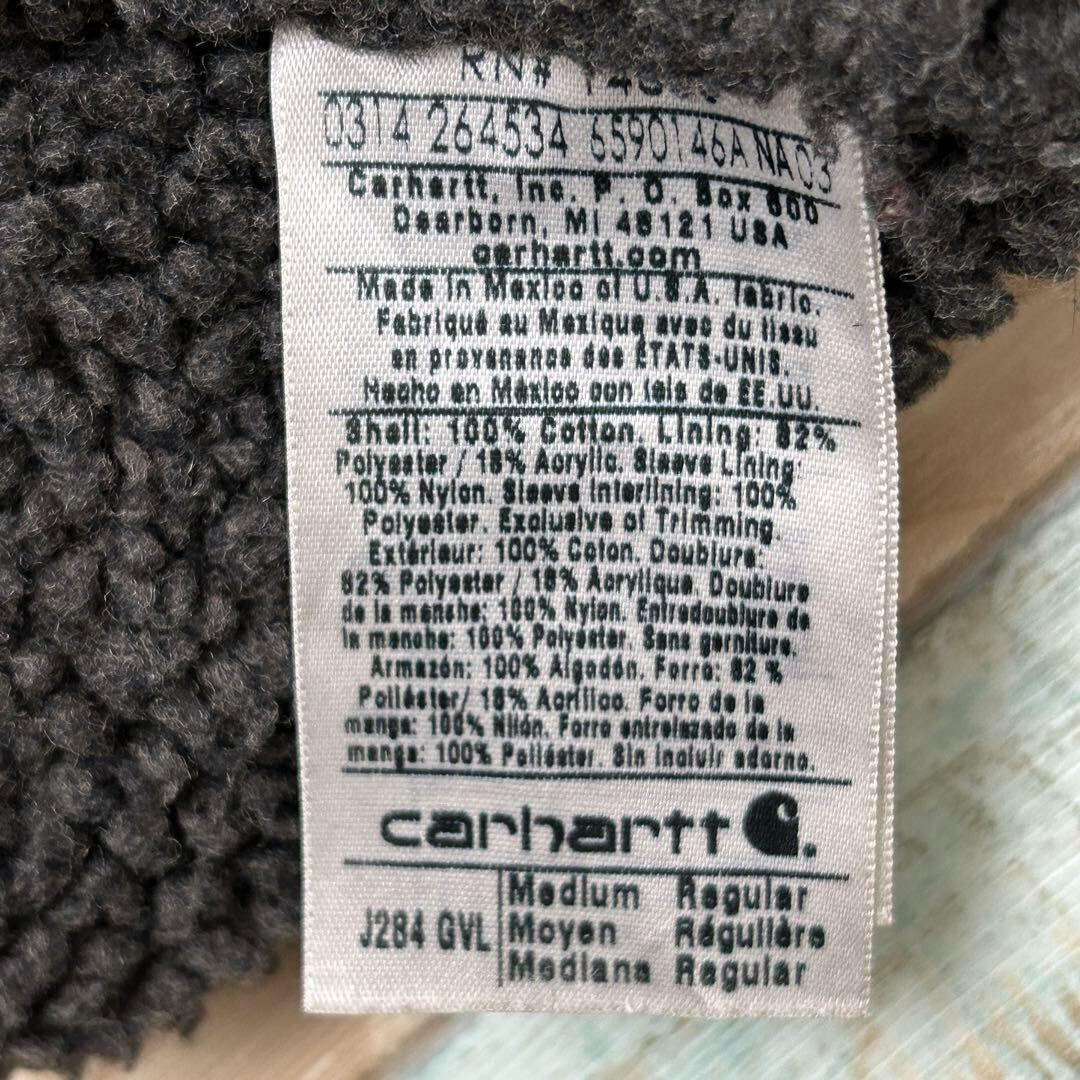 RN#
0314 264534 6590146A NA03
Carhartt, Inc. P. O. Box 600
Dearborn, MI 48121 USA
carhartt.com
Made in Mexico of U.S.A. fabric.
Fabriqué au Mexique avec du tissu
en provenance des ÉTATS-UNIS.
Hecho en México con tela de EE.UU.
Shell: 100% Cotton. Lining: 82%
Polyester / 18% Acrylic. Sleeve Lining:
100% Nylon. Sleeve Interlining: 100%
Polyester. Exclusive of Trimming.
Extérieur: 100% Coton. Doublure:
82% Polyester / 18% Acrylique. Doublure
de la manche: 100% Nylon. Entredoublure de
la manche: 100% Polyester. Sans garniture.
Armazón: 100% Algodón. Forro: 82 %
Poliéster/ 18% Acrílico. Forro de la
manga: 100% Nilón. Forro entrelazado de la
manga: 100% Poliéster. Sin incluir adorno.
carhartt
J284 GVL
Medium Regular
Moyen Régulière
Mediana Regular